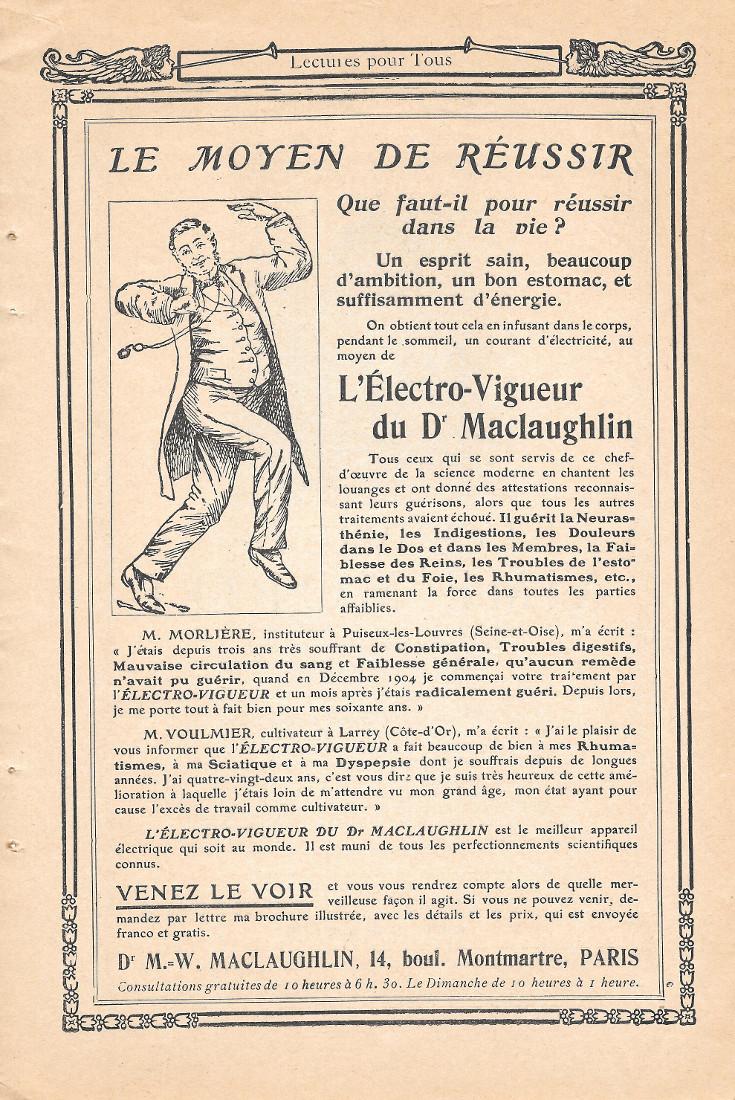 Lectures pour Tous
LE MOYEN DE RÉUSSIR
Que faut-il pour réussir
dans la vie ?
Un esprit sain, beaucoup
d'ambition, un bon estomac, et
suffisamment d'énergie.
On obtient tout cela en infusant dans le corps,
pendant le sommeil, un courant d'électricité, au
moyen de
L'Électro-Vigueur
du Dr Maclaughlin
Tous ceux qui se sont servis de ce chef-
d'œuvre de la science moderne en chantent les
louanges et ont donné des attestations reconnais-
sant leurs guérisons, alors que tous les autres
traitements avaient échoué. Il guérit la Neuras-
thénie, les Indigestions, les Douleurs
dans le Dos et dans les Membres, la Fai-
blesse des Reins, les Troubles de l'esto-
mac et du Foie, les Rhumatismes, etc.,
en ramenant la force dans toutes les parties
affaiblies.
M. MORLIÈRE, instituteur à Puiseux-les-Louvres (Seine-et-Oise), m'a écrit :
« J'étais depuis trois ans très souffrant de Constipation, Troubles digestifs,
Mauvaise circulation du sang et Faiblesse générale, qu'aucun remède
n'avait pu guérir, quand en Décembre 1904 je commençai votre traitement par
l'ÉLECTRO-VIGUEUR et un mois après j'étais radicalement guéri. Depuis lors,
je me porte tout à fait bien pour mes soixante ans. »
M. VOULMIER, cultivateur à Larrey (Côte-d'Or), m'a écrit : « J'ai le plaisir de
vous informer que l'ÉLECTRO-VIGUEUR a fait beaucoup de bien à mes Rhuma-
tismes, à ma Sciatique et à ma Dyspepsie dont je souffrais depuis de longues
années. J'ai quatre-vingt-deux ans, c'est vous dire que je suis très heureux de cette amé-
lioration à laquelle j'étais loin de m'attendre vu mon grand âge, mon état ayant pour
cause l'excès de travail comme cultivateur. »
L'ÉLECTRO-VIGUEUR DU Dr MACLAUGHLIN est le meilleur appareil
électrique qui soit au monde. Il est muni de tous les perfectionnements scientifiques
connus.
VENEZ LE VOIR et vous vous rendrez compte alors de quelle mer-
veilleuse façon il agit. Si vous ne pouvez venir, de-
mandez par lettre ma brochure illustrée, avec les détails et les prix, qui est envoyée
franco et gratis.
Dr M.-W. MACLAUGHLIN, 14, boul. Montmartre, PARIS
Consultations gratuites de 10 heures à 6 h. 30. Le Dimanche de 10 heures à 1 heure.